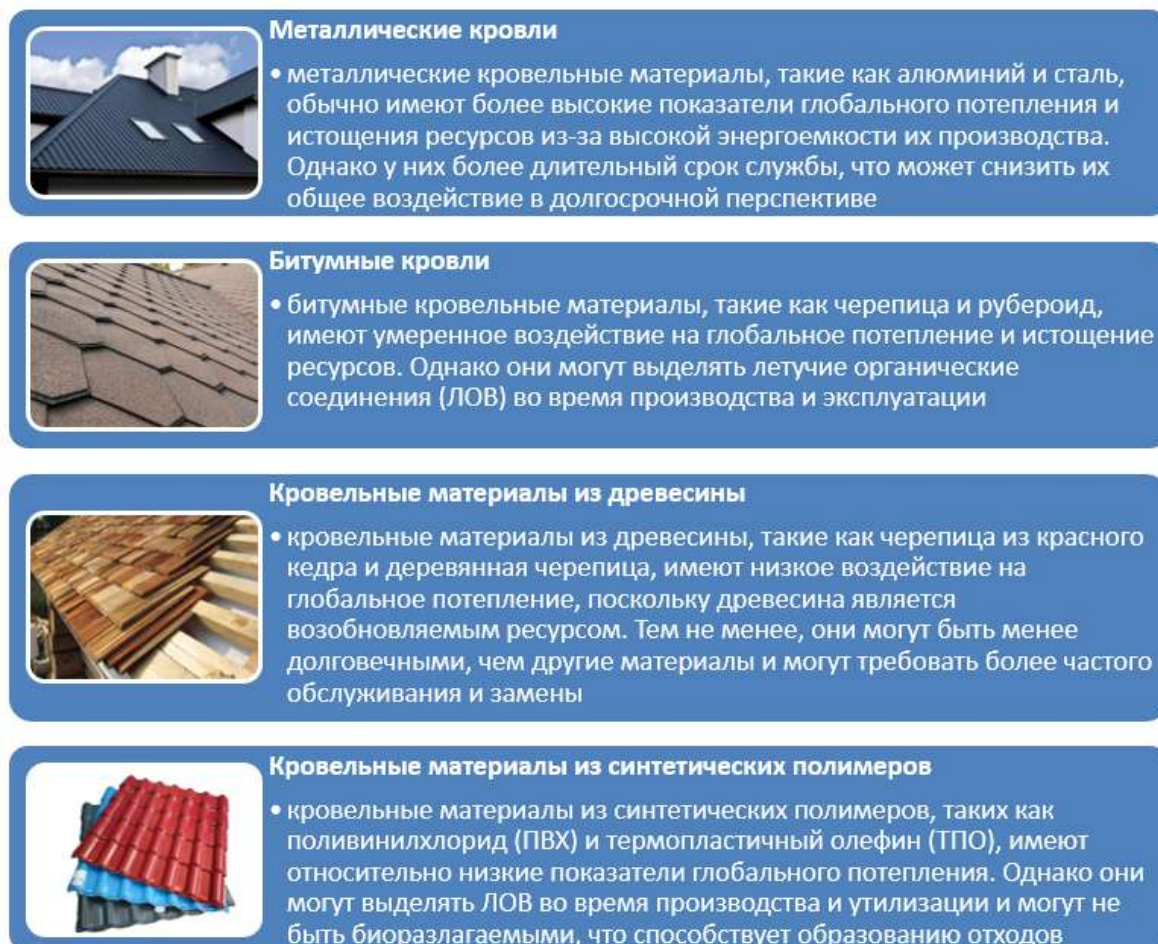 Металлические кровли
• металлические кровельные материалы, такие как алюминий и сталь,
обычно имеют более высокие показатели глобального потепления и
истощения ресурсов из-за высокой энергоемкости их производства.
Однако у них более длительный срок службы, что может снизить их
общее воздействие в долгосрочной перспективе
Битумные кровли
• битумные кровельные материалы, такие как черепица и рубероид,
имеют умеренное воздействие на глобальное потепление и истощение
ресурсов. Однако они могут выделять летучие органические
соединения (ЛОВ) во время производства и эксплуатации
Кровельные материалы из древесины
• кровельные материалы из древесины, такие как черепица из красного
кедра и деревянная черепица, имеют низкое воздействие на
глобальное потепление, поскольку древесина является
возобновляемым ресурсом. Тем не менее, они могут быть менее
долговечными, чем другие материалы и могут требовать более частого
обслуживания и замены
Кровельные материалы из синтетических полимеров
• кровельные материалы из синтетических полимеров, таких как
поливинилхлорид (ПВХ) и термопластичный олефин (ТПО), имеют
относительно низкие показатели глобального потепления. Однако они
могут выделять ЛОВ во время производства и утилизации и могут не
быть биоразлагаемыми, что способствует образованию отходов